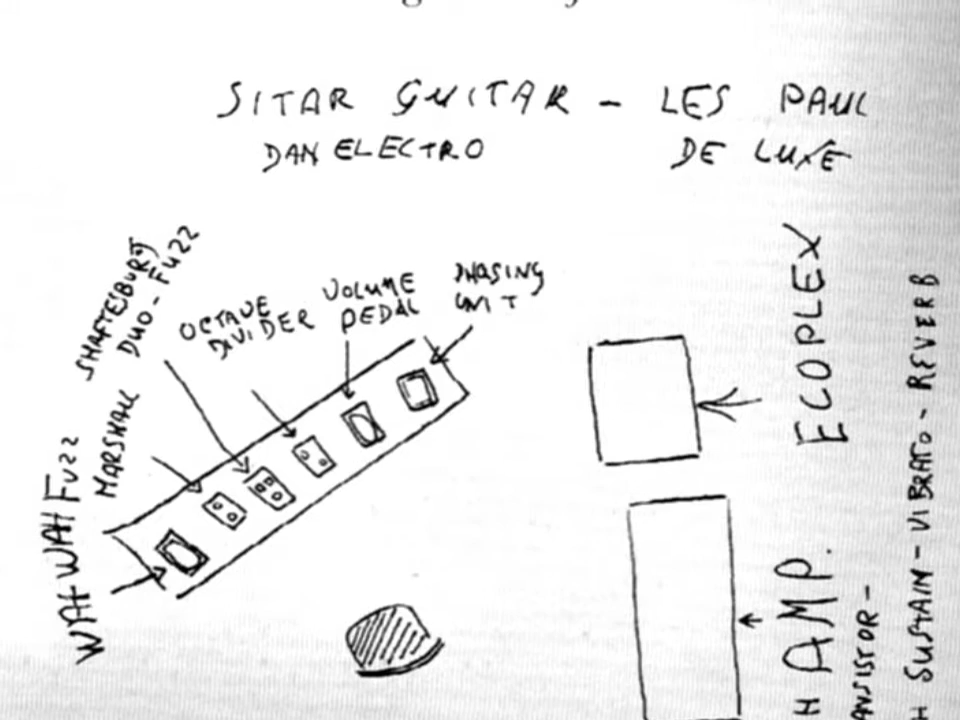 SITAR GUITAR - LES PAUL
DAN ELECTRO DE LUXE
SHAFTESBURY
DUO-FUZZ
OCTAVE
DIVIDER
VOLUME
PEDAL
PHASING
UNIT
MARSHALL
WAH WAH FUZZ
ECOPLEX
AMP.
SUSTAIN - VIBRATO - REVERB